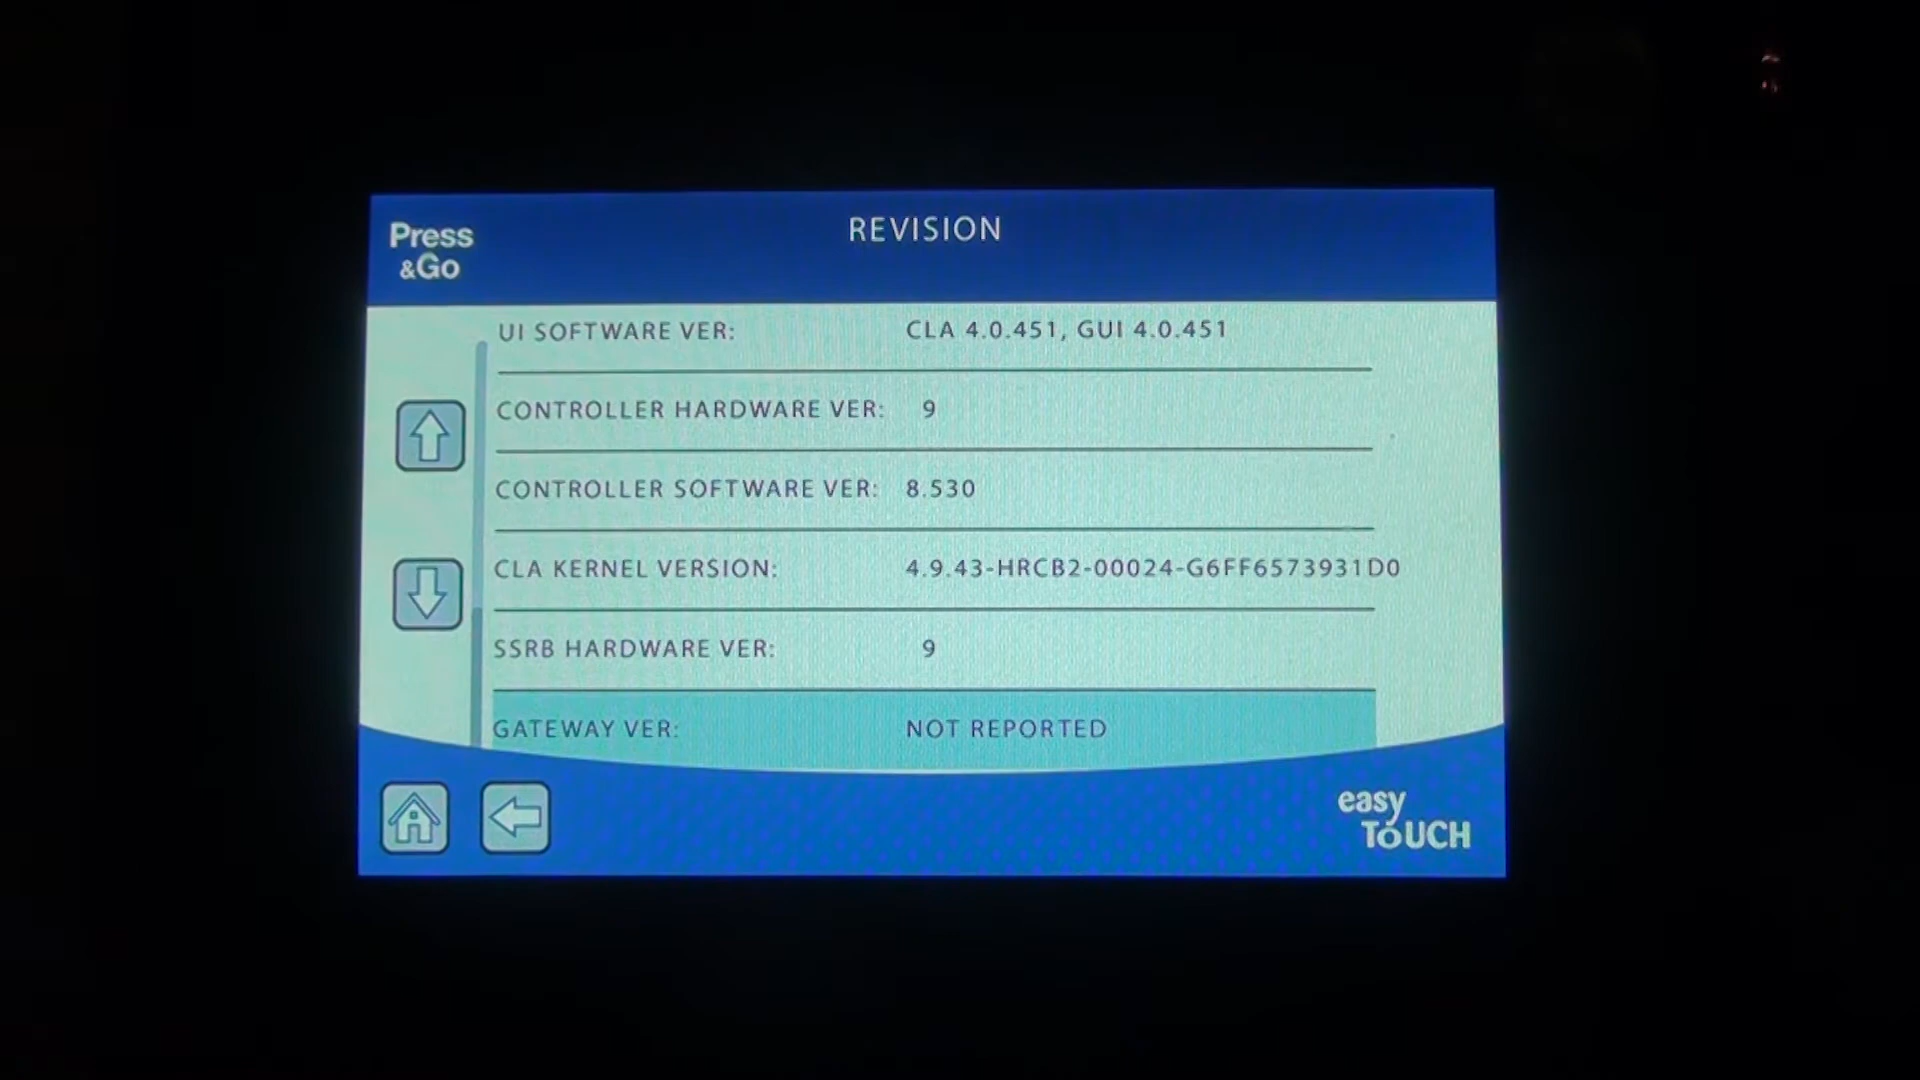 Press
&Go
REVISION
UI SOFTWARE VER: CLA 4.0.451, GUI 4.0.451
CONTROLLER HARDWARE VER: 9
CONTROLLER SOFTWARE VER: 8.530
CLA KERNEL VERSION: 4.9.43-HRCB2-00024-G6FF6573931D0
SSRB HARDWARE VER: 9
GATEWAY VER: NOT REPORTED
easy
TOUCH